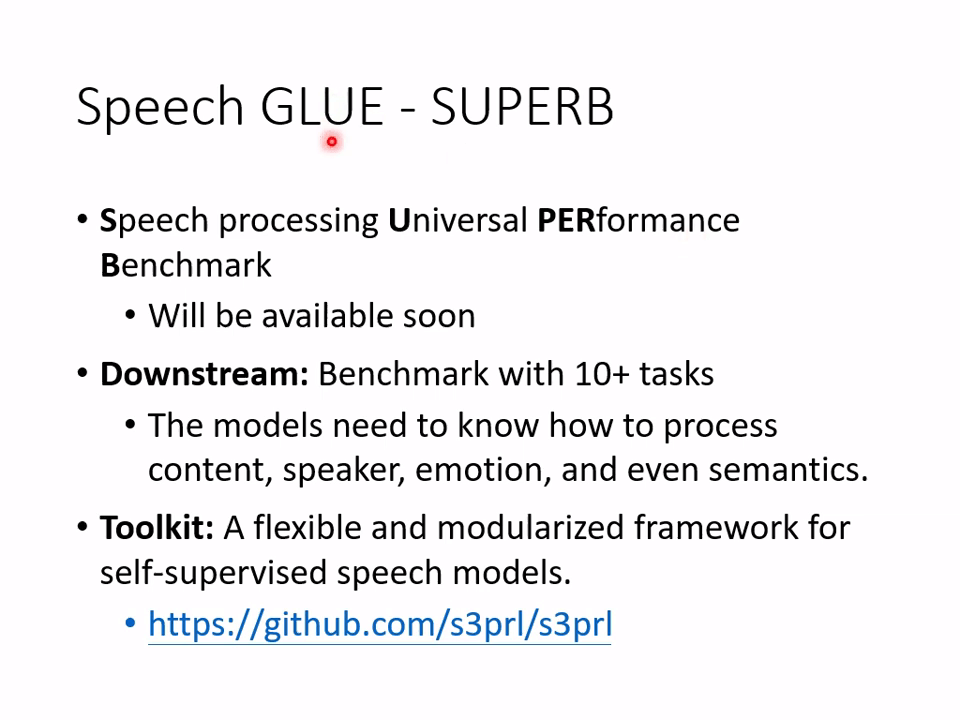 Speech GLUE - SUPERB
• Speech processing Universal PERformance
Benchmark
• Will be available soon
• Downstream: Benchmark with 10+ tasks
• The models need to know how to process
content, speaker, emotion, and even semantics.
• Toolkit: A flexible and modularized framework for
self-supervised speech models.
• https://github.com/s3prl/s3prl